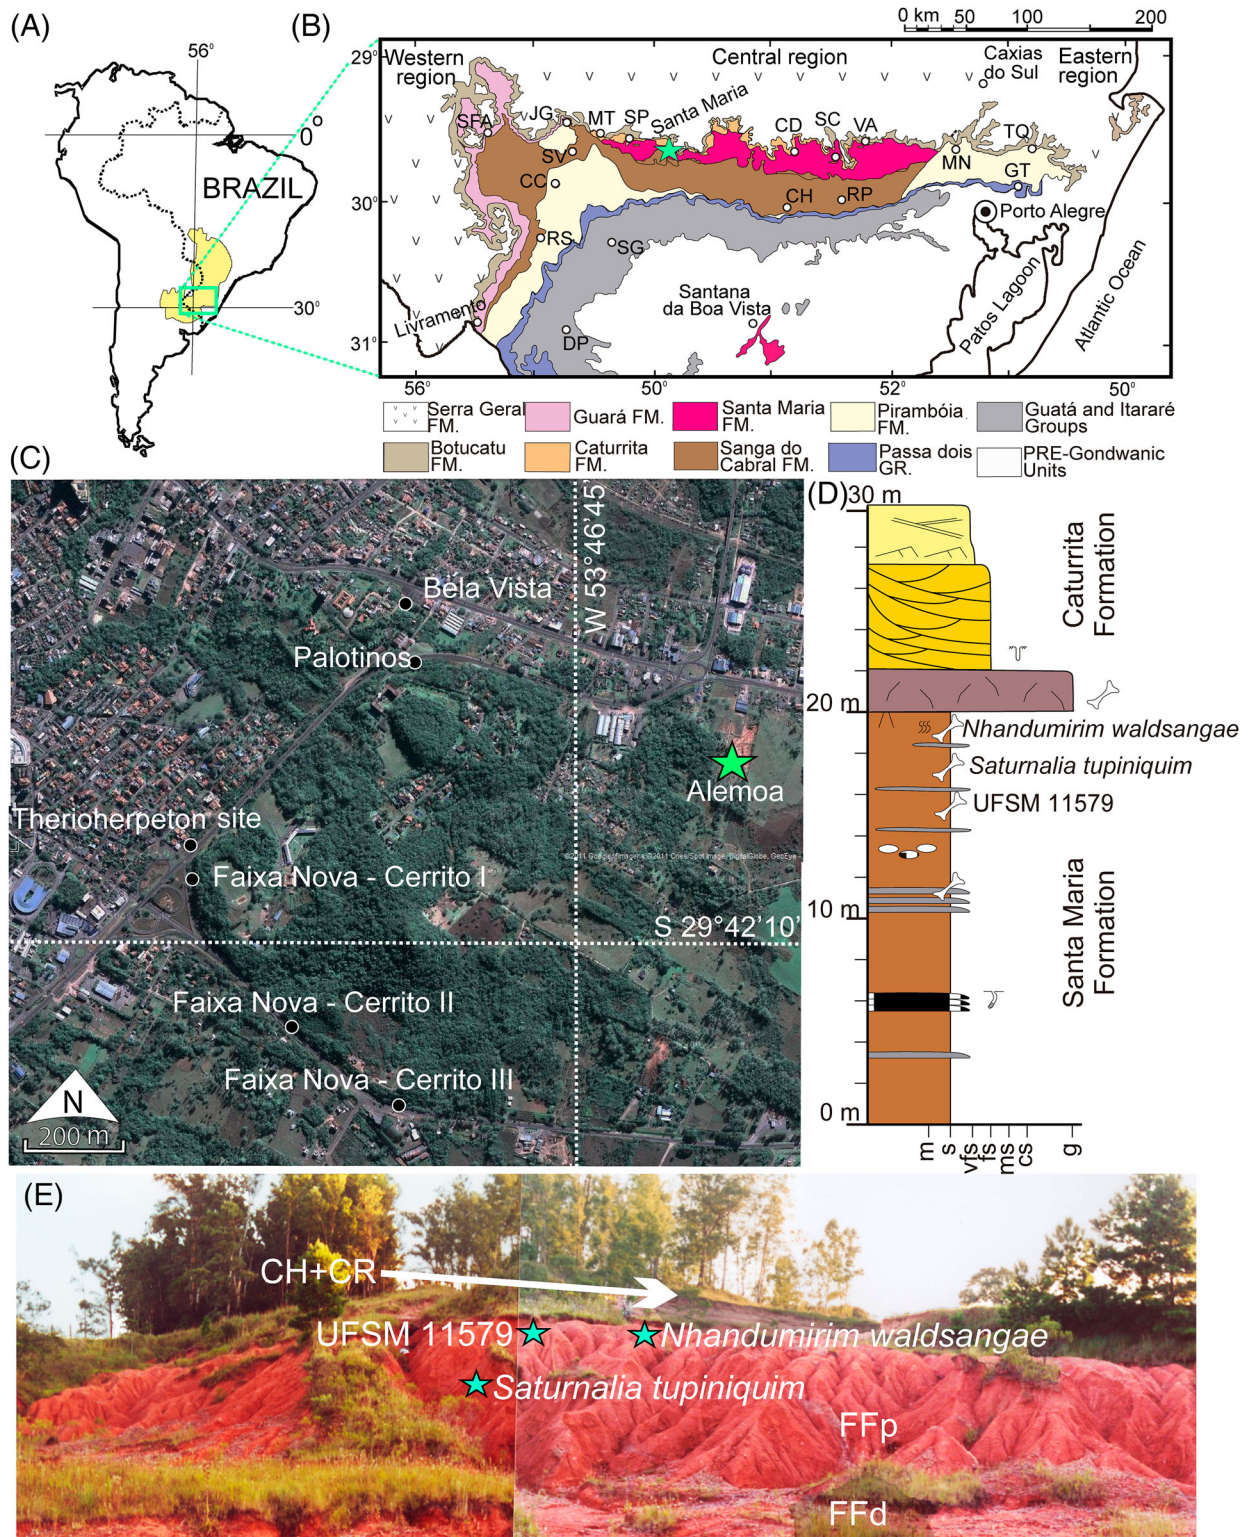 (A)
56°
0°
BRAZIL
30°
(B)
0 km 50 100 200
29°
30°
31°
Western
region
Central region
Caxias
do Sul
Eastern
region
SFA
JG
MT
SP
Santa Maria
CD
SC
VA
MN
TQ
SV
CC
CH
RP
GT
RS
SG
Porto Alegre
Livramento
DP
Santana
da Boa Vista
Patos Lagoon
Atlantic Ocean
56°
50°
52°
50°
Serra Geral
FM.
Guará FM.
Santa Maria
FM.
Pirambóia
FM.
Guatá and Itararé
Groups
Botucatu
FM.
Caturrita
FM.
Sanga do
Cabral FM.
Passa dois
GR.
PRE-Gondwanic
Units
(C)
W 53°46'45'
Bela Vista
Palotinos
Alemoa
Therioherpeton site
Faixa Nova - Cerrito I
S 29°42'10'
Faixa Nova - Cerrito II
Faixa Nova - Cerrito III
N
200 m
(D)
30 m
Caturrita
Formation
20 m
Nhandumirim waldsangae
Saturnalia tupiniquim
UFSM 11579
10 m
Santa Maria
Formation
0 m
m
s
vfs
fs
ms
cs
g
(E)
CH+CR
UFSM 11579
Nhandumirim waldsangae
Saturnalia tupiniquim
FFp
FFd